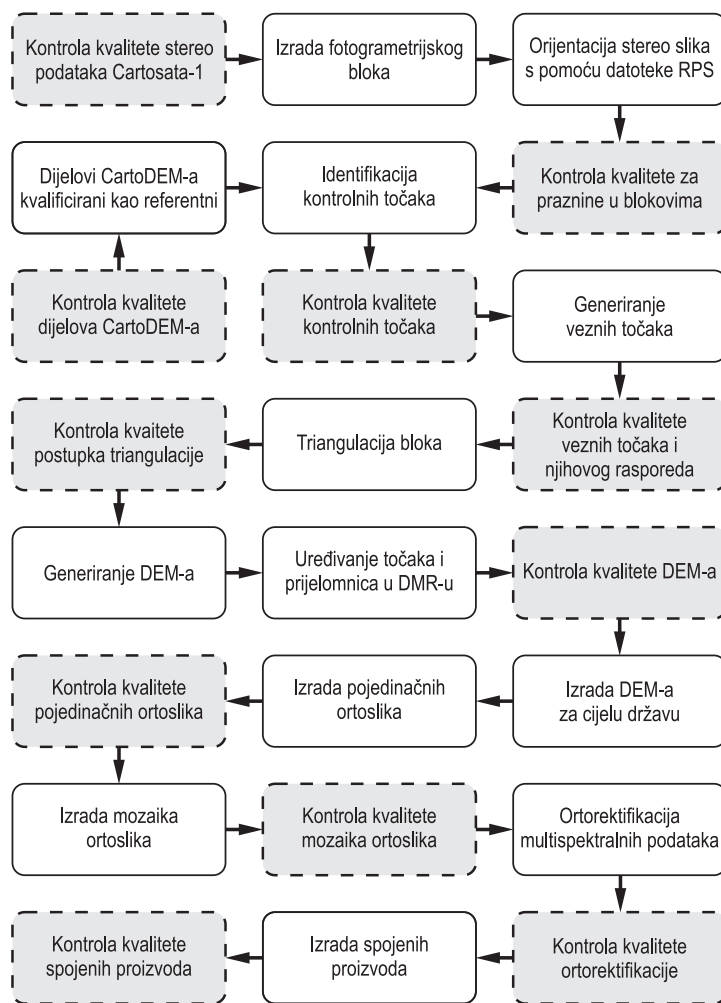 Kontrola kvalitete stereo
podataka Cartosata-1
Izrada fotogrametrijskog
bloka
Orijentacija stereo slika
s pomoću datoteke RPS
Dijelovi CartoDEM-a
kvalificirani kao referentni
Identifikacija
kontrolnih točaka
Kontrola kvalitete za
praznine u blokovima
Kontrola kvalitete
dijelova CartoDEM-a
Kontrola kvalitete
kontrolnih točaka
Generiranje
veznih točaka
Kontrola kvaitete
postupka triangulacije
Triangulacija bloka
Kontrola kvalitete
veznih točaka i
njihovog rasporeda
Generiranje DEM-a
Uređivanje točaka i
prijelomnica u DMR-u
Kontrola kvalitete DEM-a
Kontrola kvalitete
pojedinačnih ortoslika
Izrada pojedinačnih
ortoslika
Izrada DEM-a
za cijelu državu
Izrada mozaika
ortoslika
Kontrola kvalitete
mozaika ortoslika
Ortorektifikacija
multispektralnih podataka
Kontrola kvalitete
spojenih proizvoda
Izrada spojenih
proizvoda
Kontrola kvalitete
ortorektifikacije